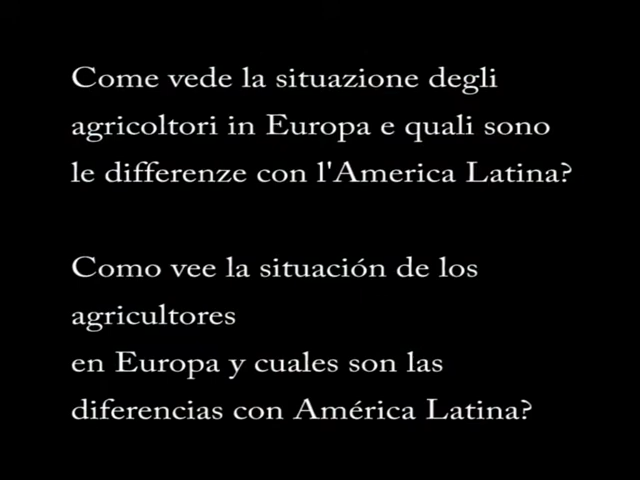 Come vede la situazione degli
agricoltori in Europa e quali sono
le differenze con l'America Latina?
Como vee la situación de los
agricultores
en Europa y cuales son las
diferencias con América Latina?